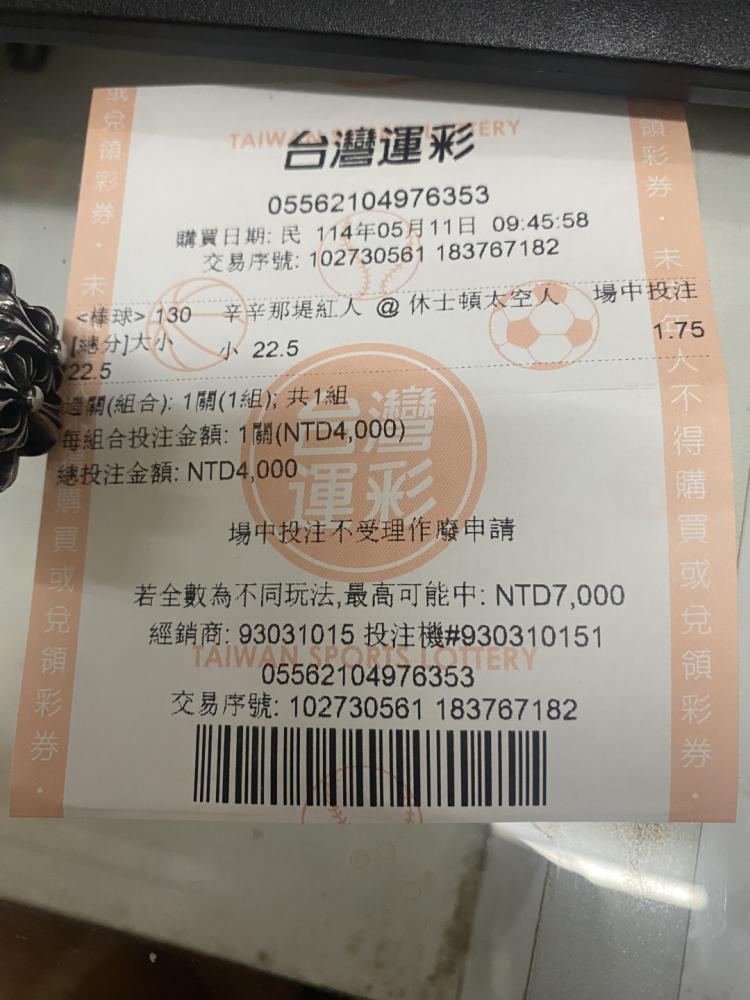 TAIWAN SPORTS LOTTERY
台灣運彩
05562104976353
購買日期: 民 114年05月11日 09:45:58
交易序號: 102730561 183767182
<棒球> 130 辛辛那堤紅人 @ 休士頓太空人 場中投注
[總分]大小 小 22.5 1.75
22.5
過關(組合): 1關(1組); 共1組
每組合投注金額: 1關(NTD4,000)
總投注金額: NTD4,000
台灣
運彩
場中投注不受理作廢申請
若全數為不同玩法,最高可能中: NTD7,000
經銷商: 93031015 投注機#930310151
TAIWAN SPORTS LOTTERY
05562104976353
交易序號: 102730561 183767182
或兌領彩券.未
購買或兌領彩券.
領彩券.未
年人不得購買或兌領彩券.